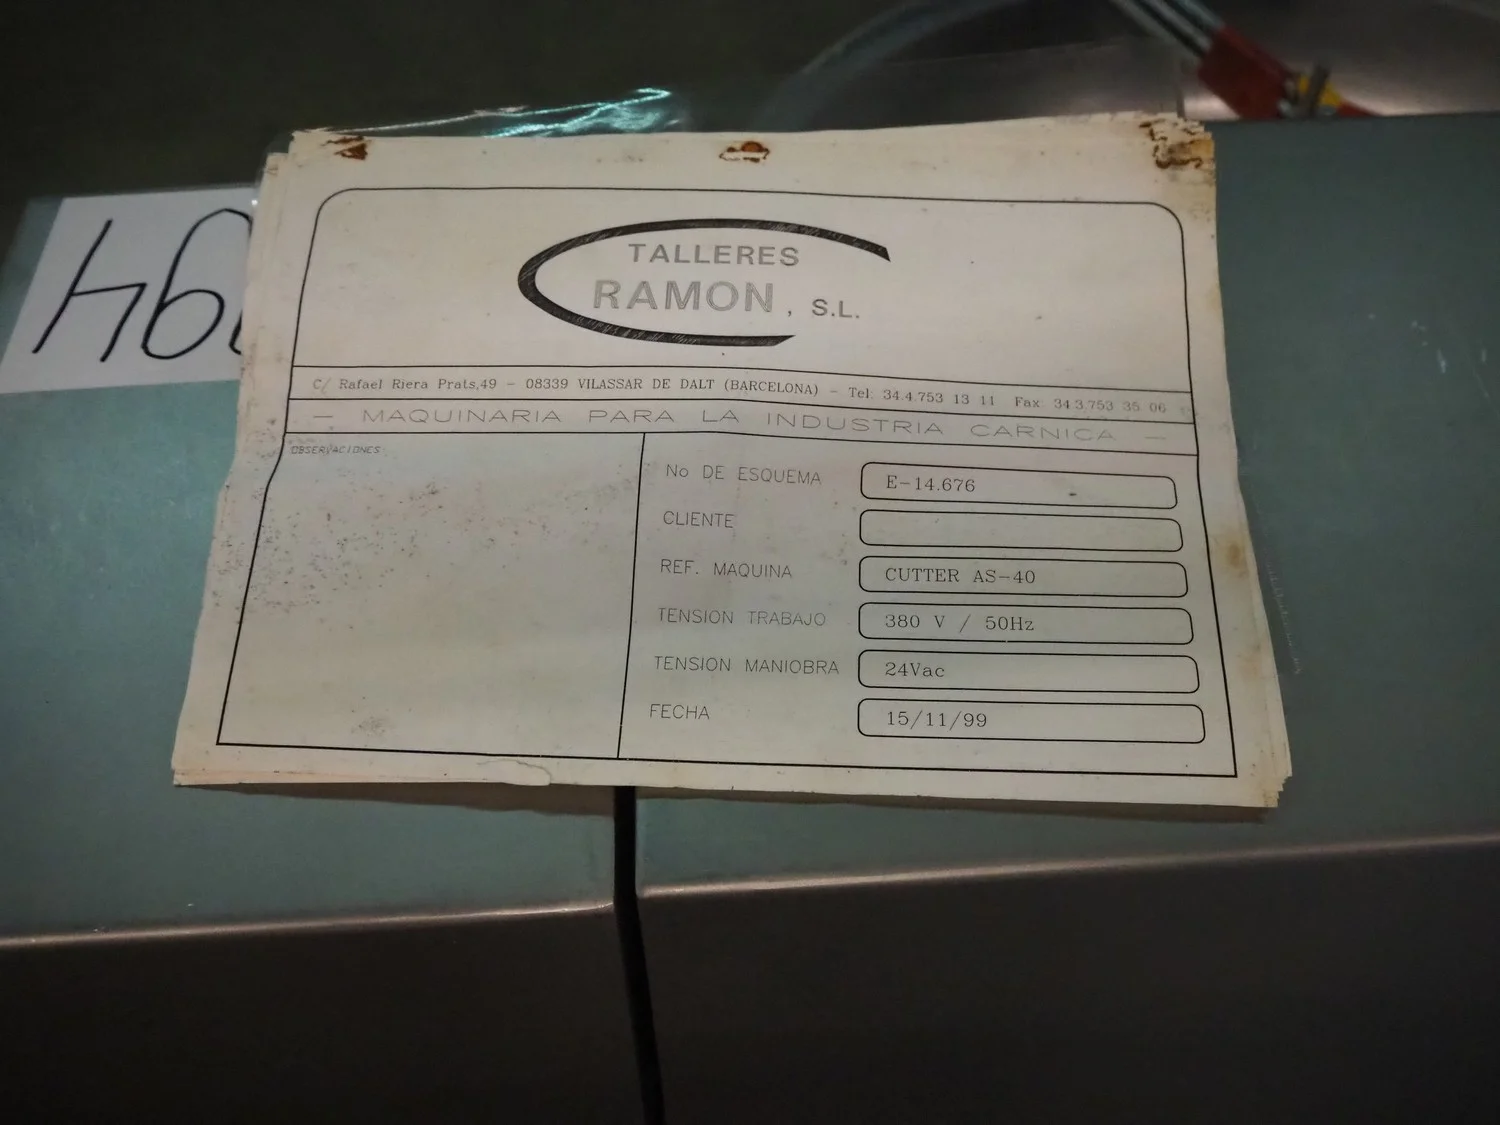 TALLERES
RAMON, S.L.
C/ Rafael Riera Prats,49 - 08339 VILASSAR DE DALT (BARCELONA) - Tel: 34.4.753 13 11 Fax: 34 3.753 35 06
- MAQUINARIA PARA LA INDUSTRIA CARNICA -
OBSERVACIONES:
No DE ESQUEMA E-14.676
CLIENTE
REF. MAQUINA CUTTER AS-40
TENSION TRABAJO 380 V / 50Hz
TENSION MANIOBRA 24Vac
FECHA 15/11/99